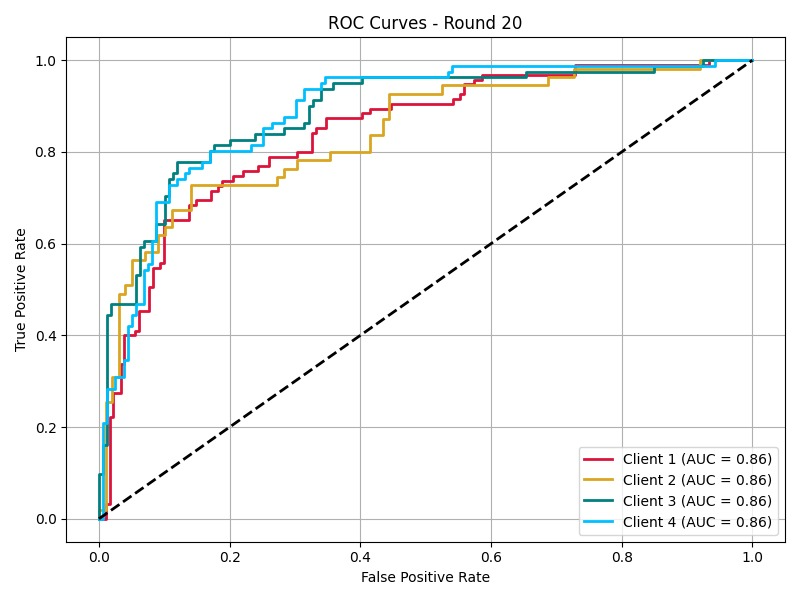 ROC Curves - Round 20
True Positive Rate
1.0
0.8
0.6
0.4
0.2
0.0
Client 1 (AUC = 0.86)
Client 2 (AUC = 0.86)
Client 3 (AUC = 0.86)
Client 4 (AUC = 0.86)
0.0 0.2 0.4 0.6 0.8 1.0
False Positive Rate